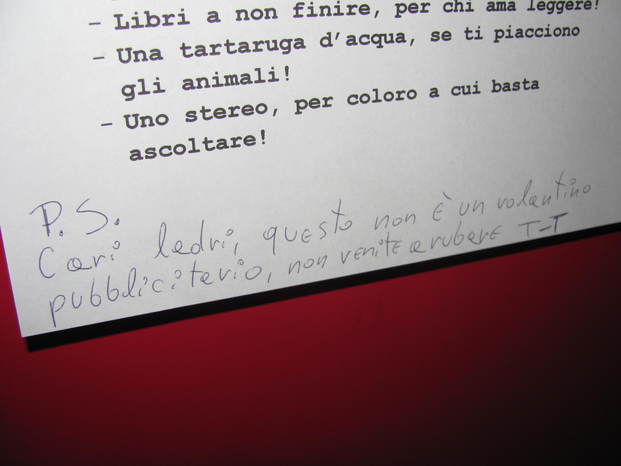 – Libri a non finire, per chi ama leggere!
– Una tartaruga d'acqua, se ti piacciono
gli animali!
– Uno stereo, per coloro a cui basta
ascoltare!
P.S.
Cari ladri, questo non È un volantino
pubblicitario, non venite a rubare T-T